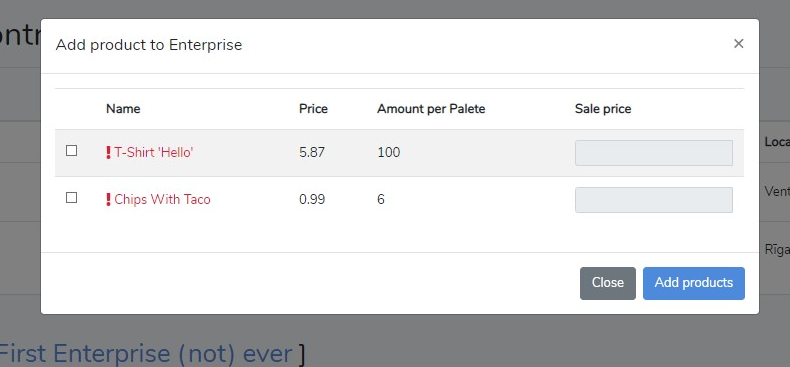 ontr
Add product to Enterprise ×
Name Price Amount per Palete Sale price
T-Shirt 'Hello' 5.87 100
Chips With Taco 0.99 6
Loca
Vent
Rīga
Close Add products
First Enterprise (not) ever ]